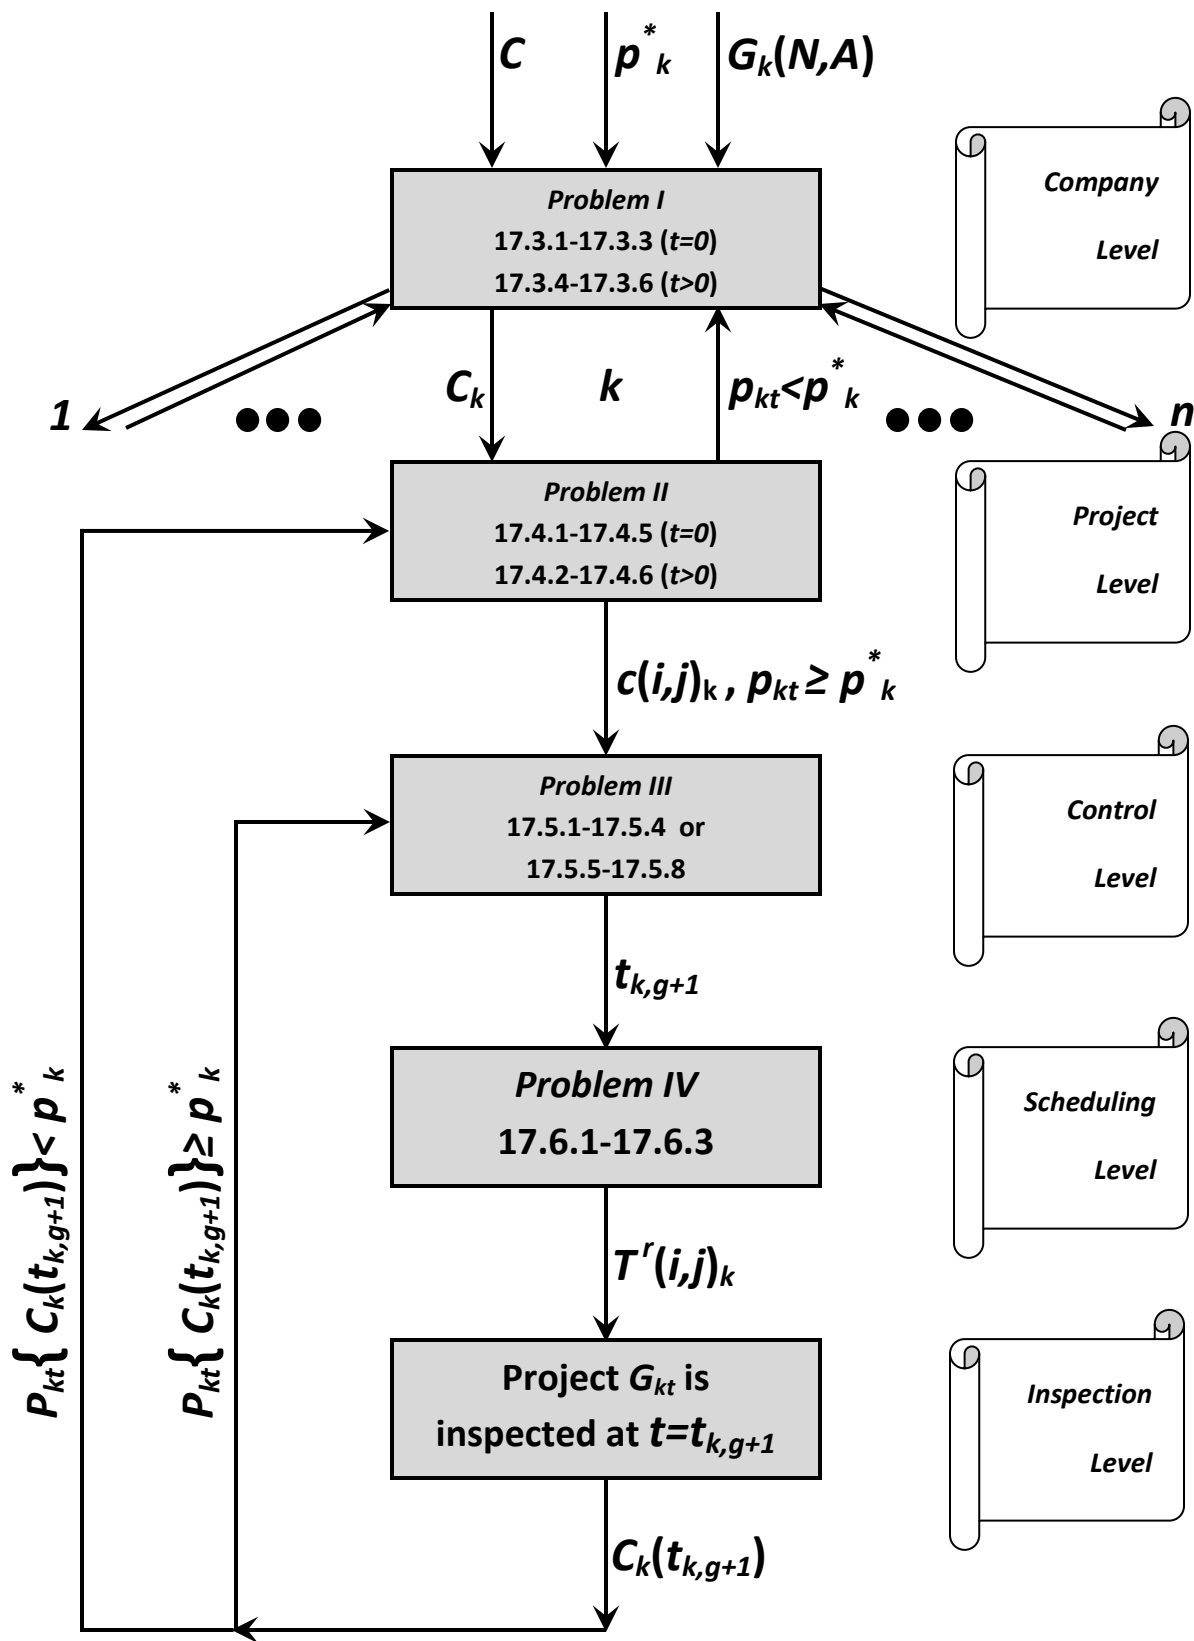 C
p*k
Gk(N,A)
Company
Level
Problem I
17.3.1-17.3.3 (t=0)
17.3.4-17.3.6 (t>0)
1
Ck
k
pkt<p*k
n
Project
Level
Problem II
17.4.1-17.4.5 (t=0)
17.4.2-17.4.6 (t>0)
c(i,j)k , pkt ≥ p*k
Control
Level
Problem III
17.5.1-17.5.4 or
17.5.5-17.5.8
tk,g+1
Scheduling
Level
Problem IV
17.6.1-17.6.3
Pkt{ Ck(tk,g+1)}< p*k
Pkt{ Ck(tk,g+1)}≥ p*k
Tr(i,j)k
Inspection
Level
Project Gkt is
inspected at t=tk,g+1
Ck(tk,g+1)